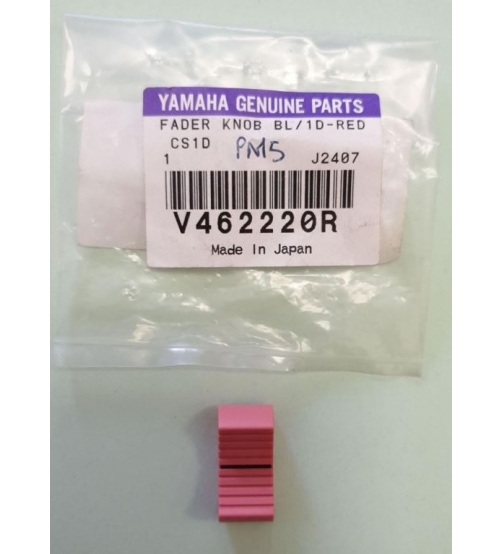 YAMAHA GENUINE PARTS
FADER KNOB BL/1D-RED
CS1D PM5
1 J2407
V462220R
Made In Japan